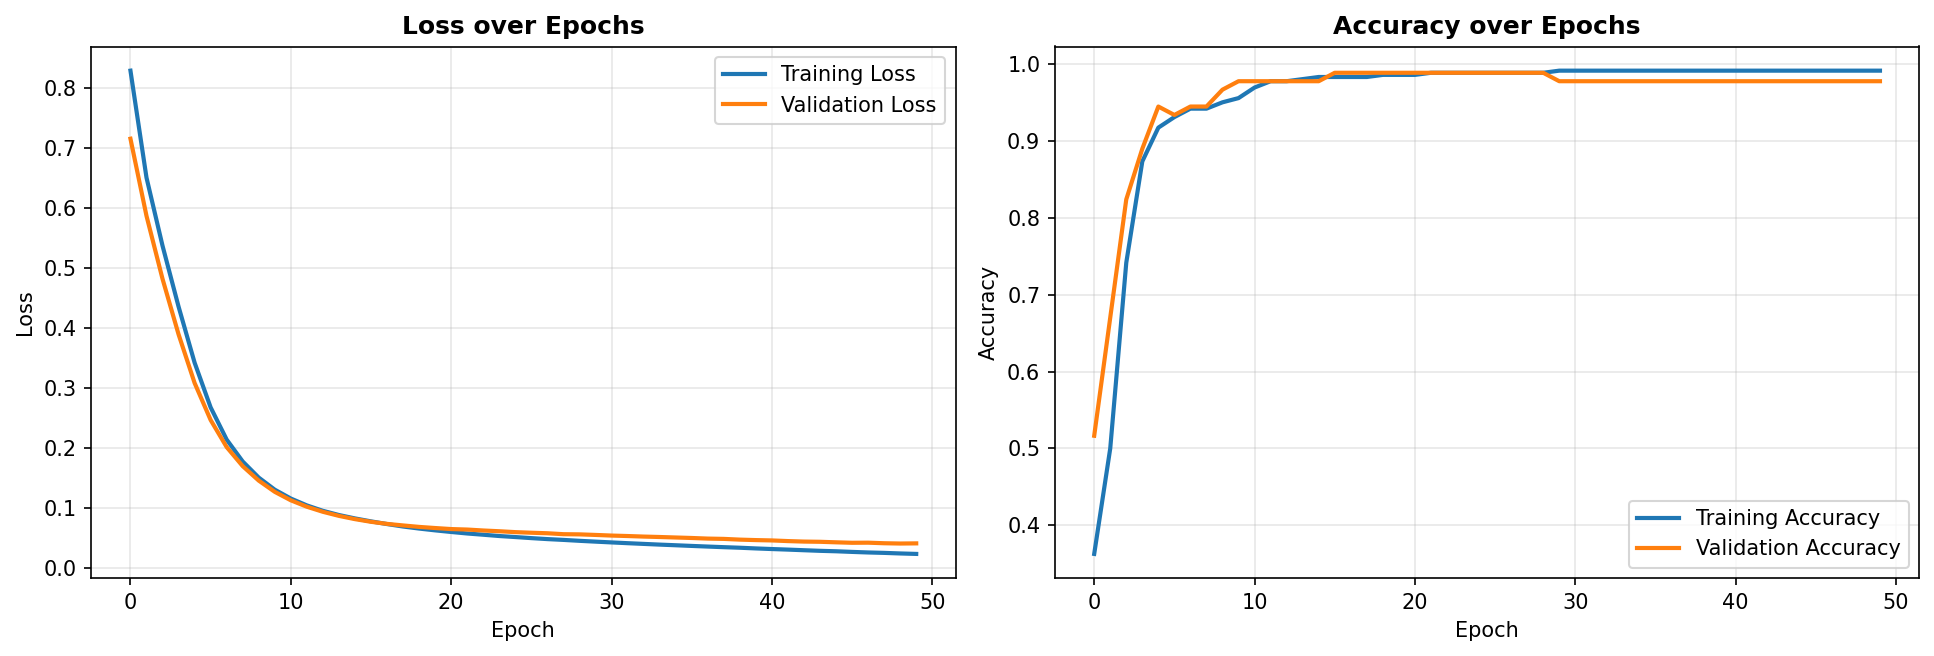 Loss over Epochs
Training Loss
Validation Loss
0.8
0.7
0.6
0.5
0.4
0.3
0.2
0.1
0.0
Loss
0 10 20 30 40 50
Epoch
Accuracy over Epochs
1.0
0.9
0.8
0.7
0.6
0.5
0.4
Accuracy
Training Accuracy
Validation Accuracy
0 10 20 30 40 50
Epoch